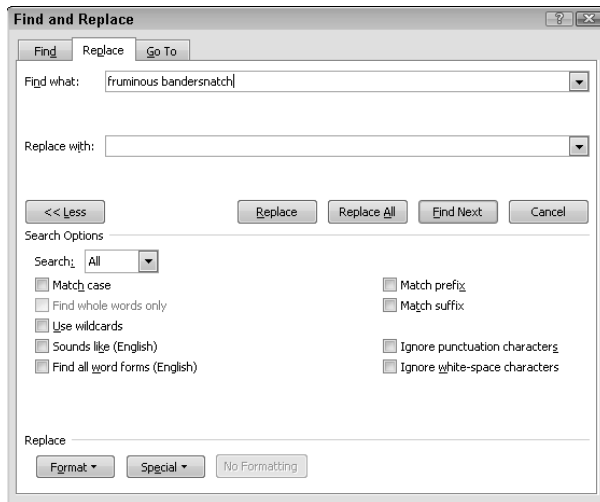 Find and Replace
Find Replace Go To
Find what: fruminous bandersnatch
Replace with:
<< Less Replace Replace All Find Next Cancel
Search Options
Search: All
Match case Match prefix
Find whole words only Match suffix
Use wildcards
Sounds like (English) Ignore punctuation characters
Find all word forms (English) Ignore white-space characters
Replace
Format Special No Formatting